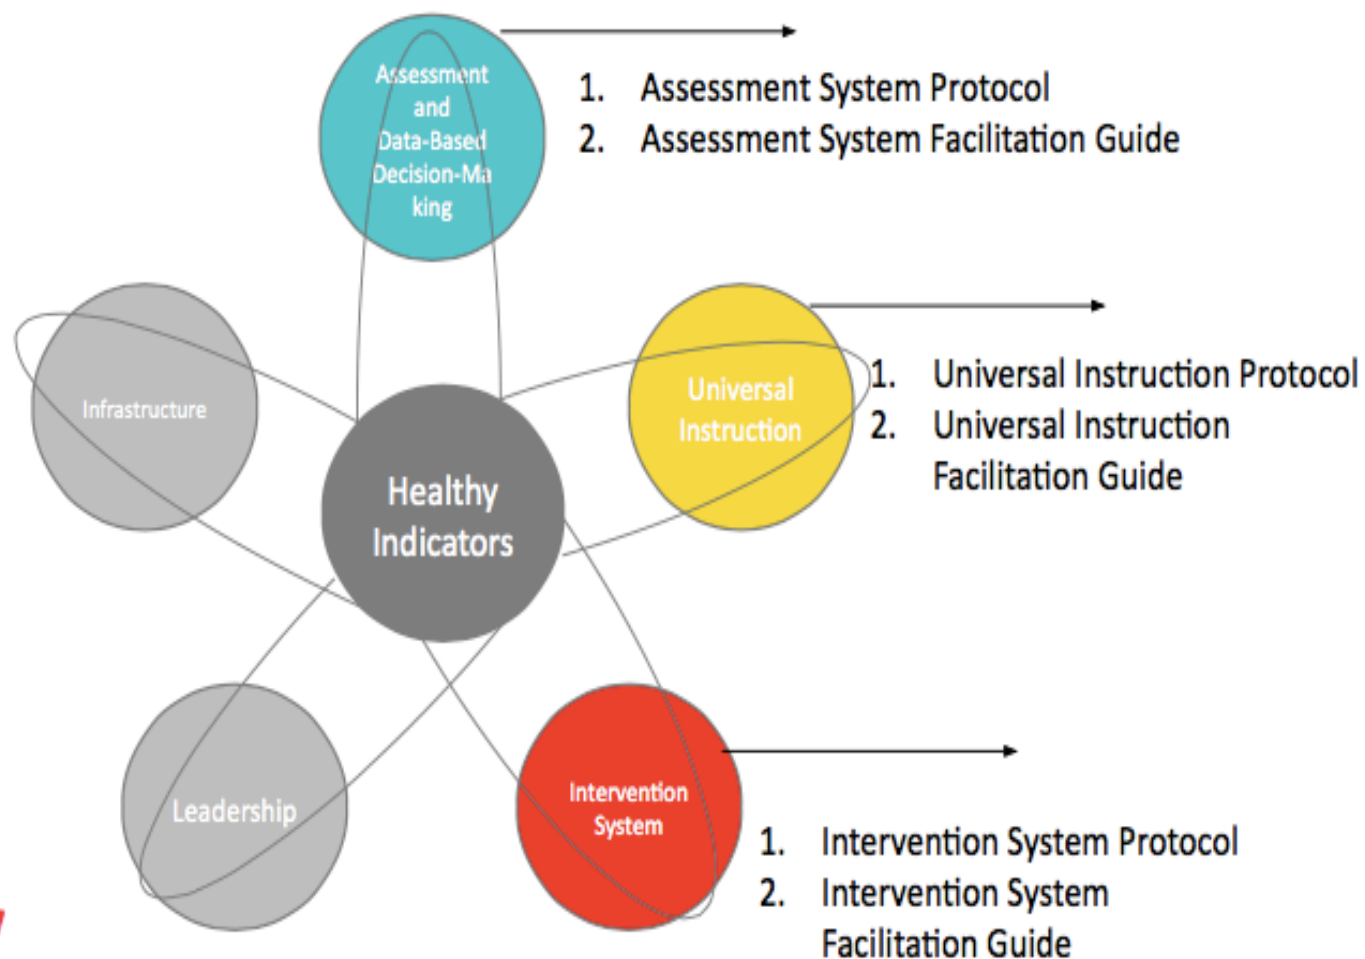 Assessment
and
Data-Based
Decision-Ma
king
1. Assessment System Protocol
2. Assessment System Facilitation Guide
Universal
Instruction
1. Universal Instruction Protocol
2. Universal Instruction
Facilitation Guide
Infrastructure
Healthy
Indicators
Leadership
Intervention
System
1. Intervention System Protocol
2. Intervention System
Facilitation Guide